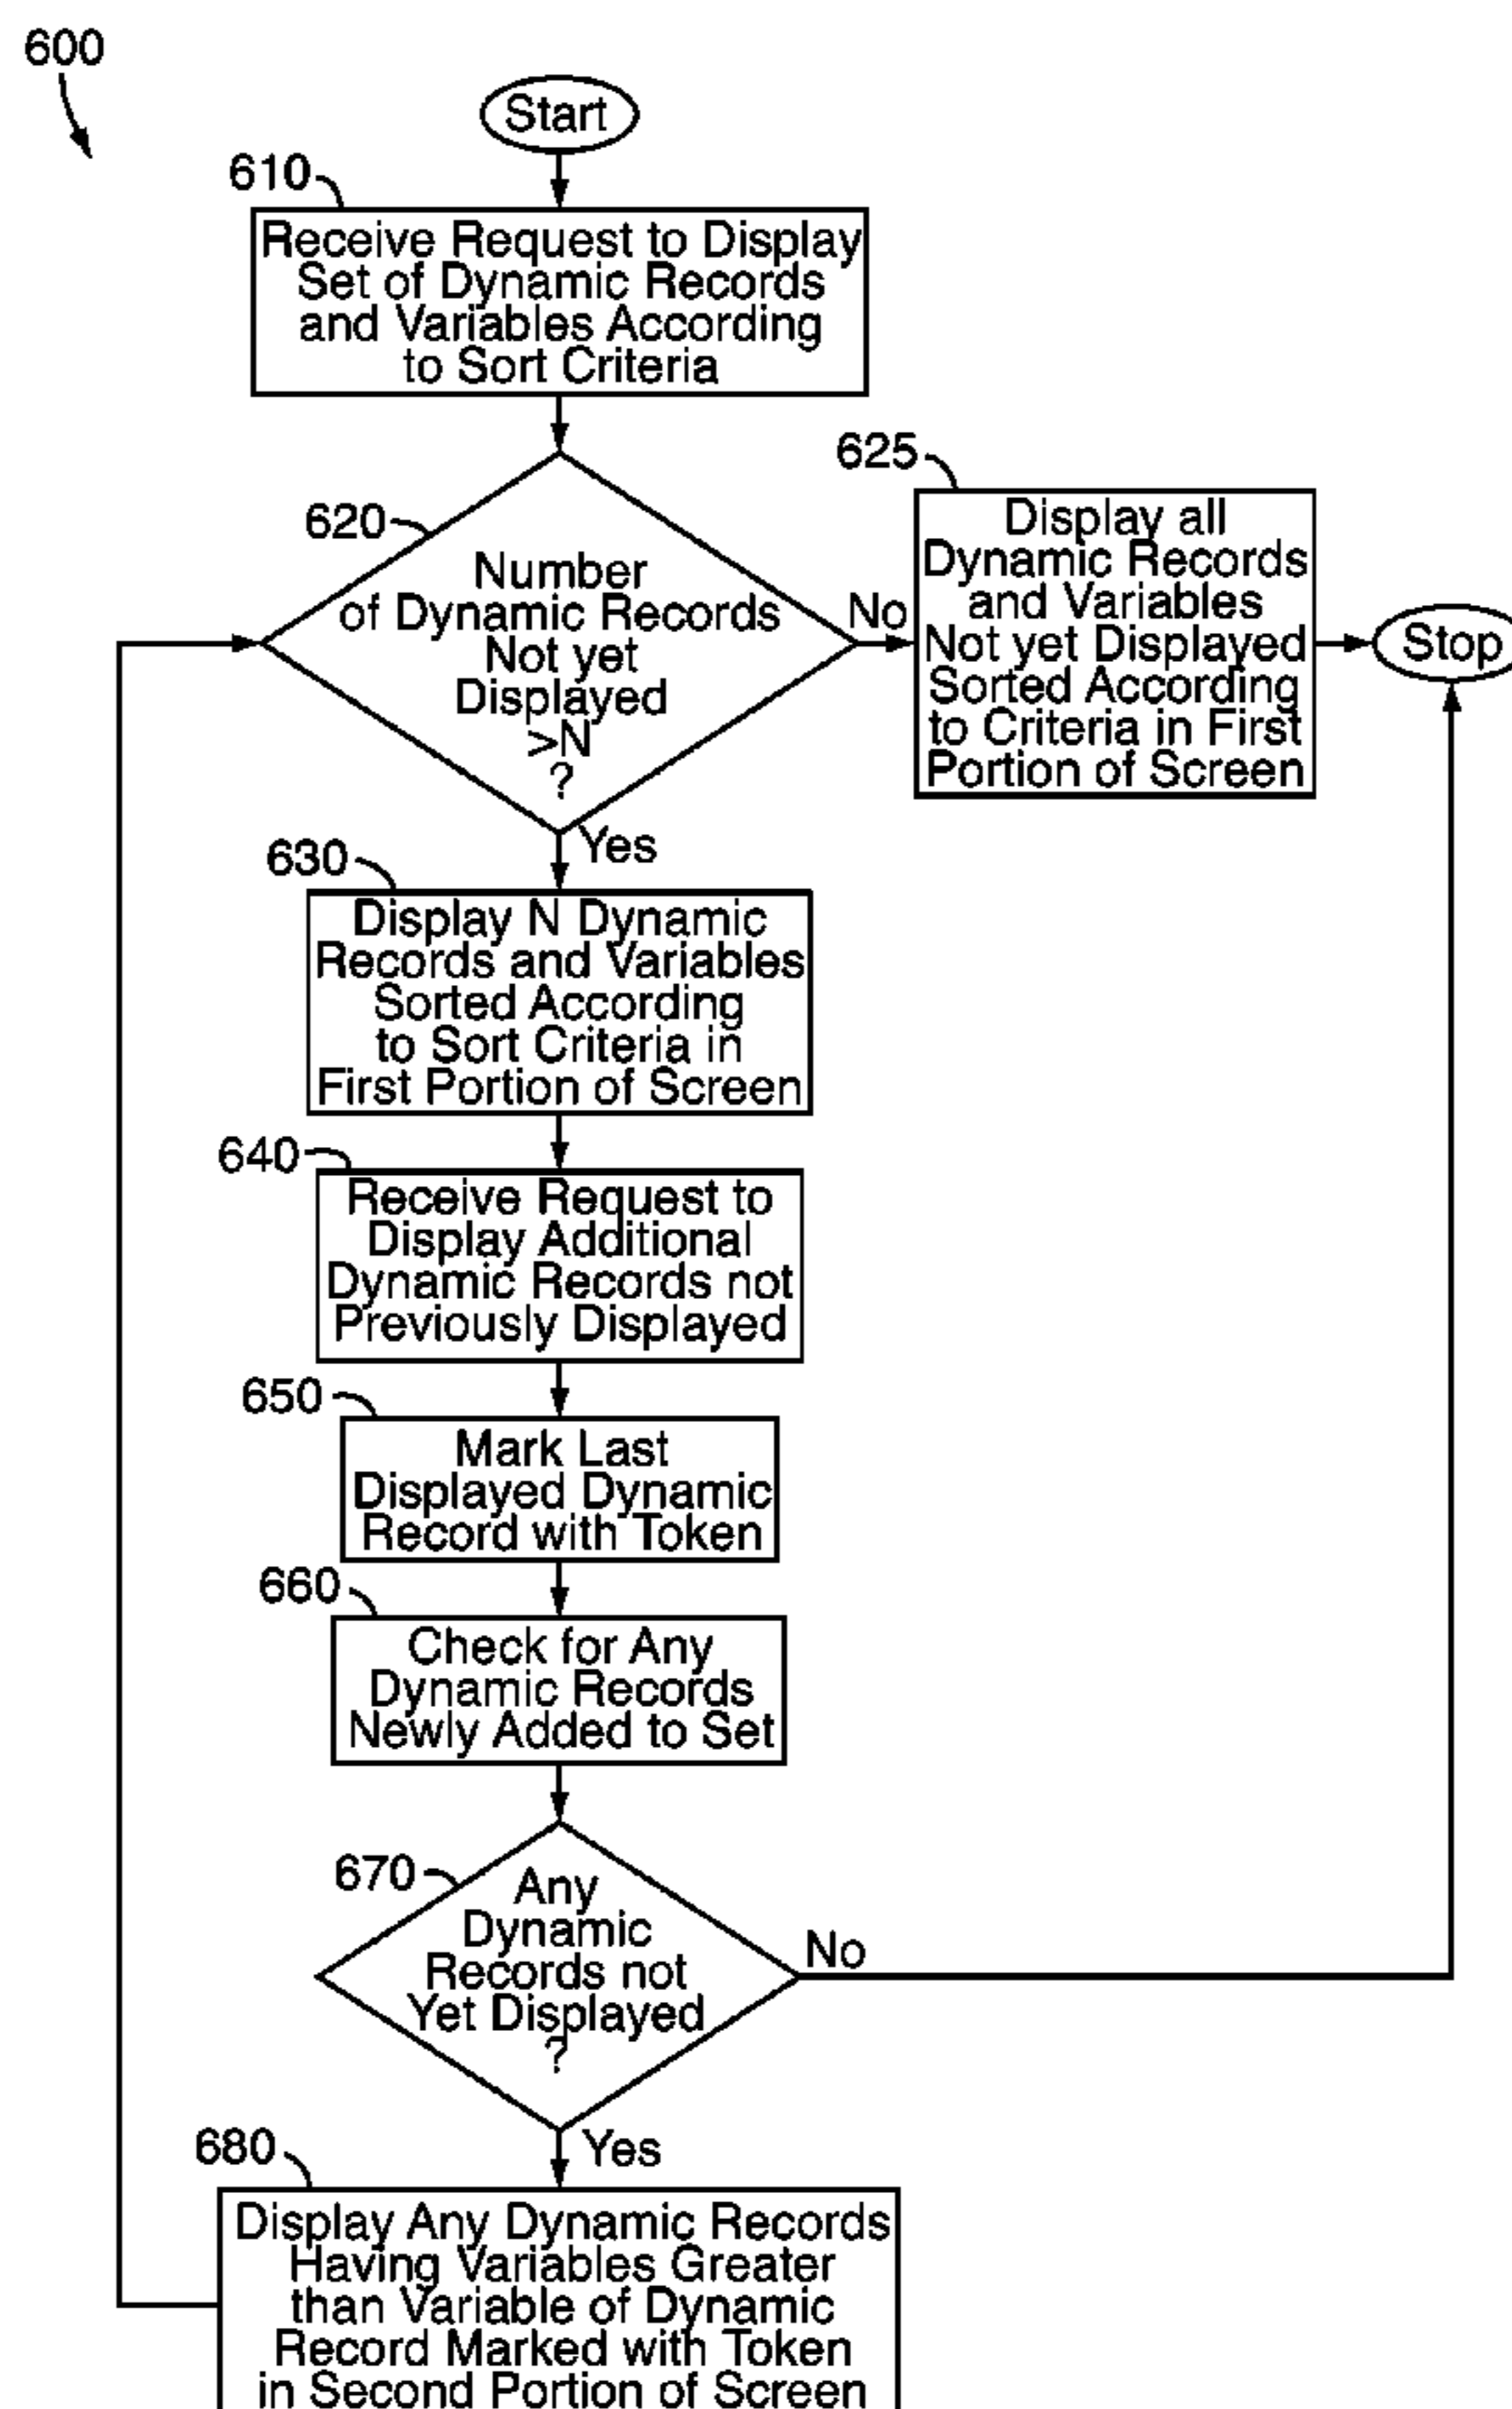 600
Start
610
Receive Request to Display
Set of Dynamic Records
and Variables According
to Sort Criteria
620
Number
of Dynamic Records
Not yet
Displayed
>N
?
No
625
Display all
Dynamic Records
and Variables
Not yet Displayed
Sorted According
to Criteria in First
Portion of Screen
Stop
Yes
630
Display N Dynamic
Records and Variables
Sorted According
to Sort Criteria in
First Portion of Screen
640
Receive Request to
Display Additional
Dynamic Records not
Previously Displayed
650
Mark Last
Displayed Dynamic
Record with Token
660
Check for Any
Dynamic Records
Newly Added to Set
670
Any
Dynamic
Records not
Yet Displayed
?
No
Yes
680
Display Any Dynamic Records
Having Variables Greater
than Variable of Dynamic
Record Marked with Token
in Second Portion of Screen